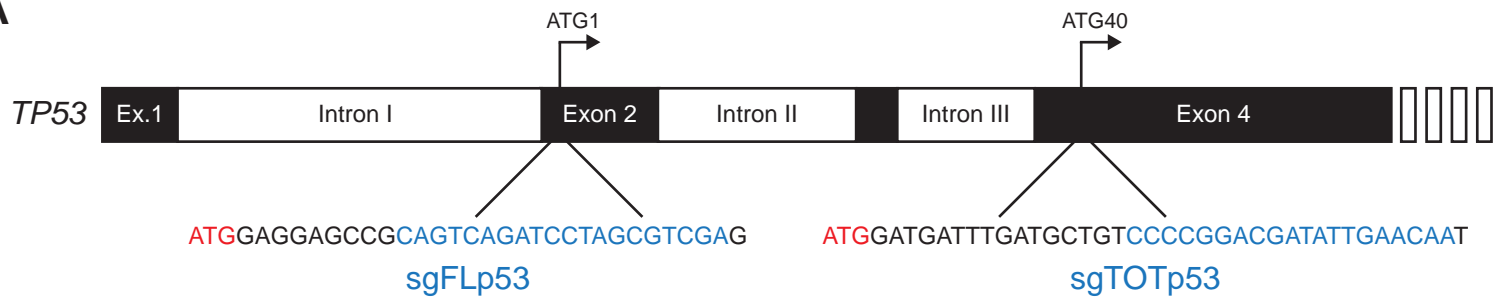 A
ATG1 ATG40
TP53 Ex.1 Intron I Exon 2 Intron II Intron III Exon 4
ATGGAGGAGCCGCAGTCAGATCCTAGCGTCGAG ATGGATGATTTGATGCTGTCCCCGGACGATATTGAACAAT
sgFLp53 sgTOTp53